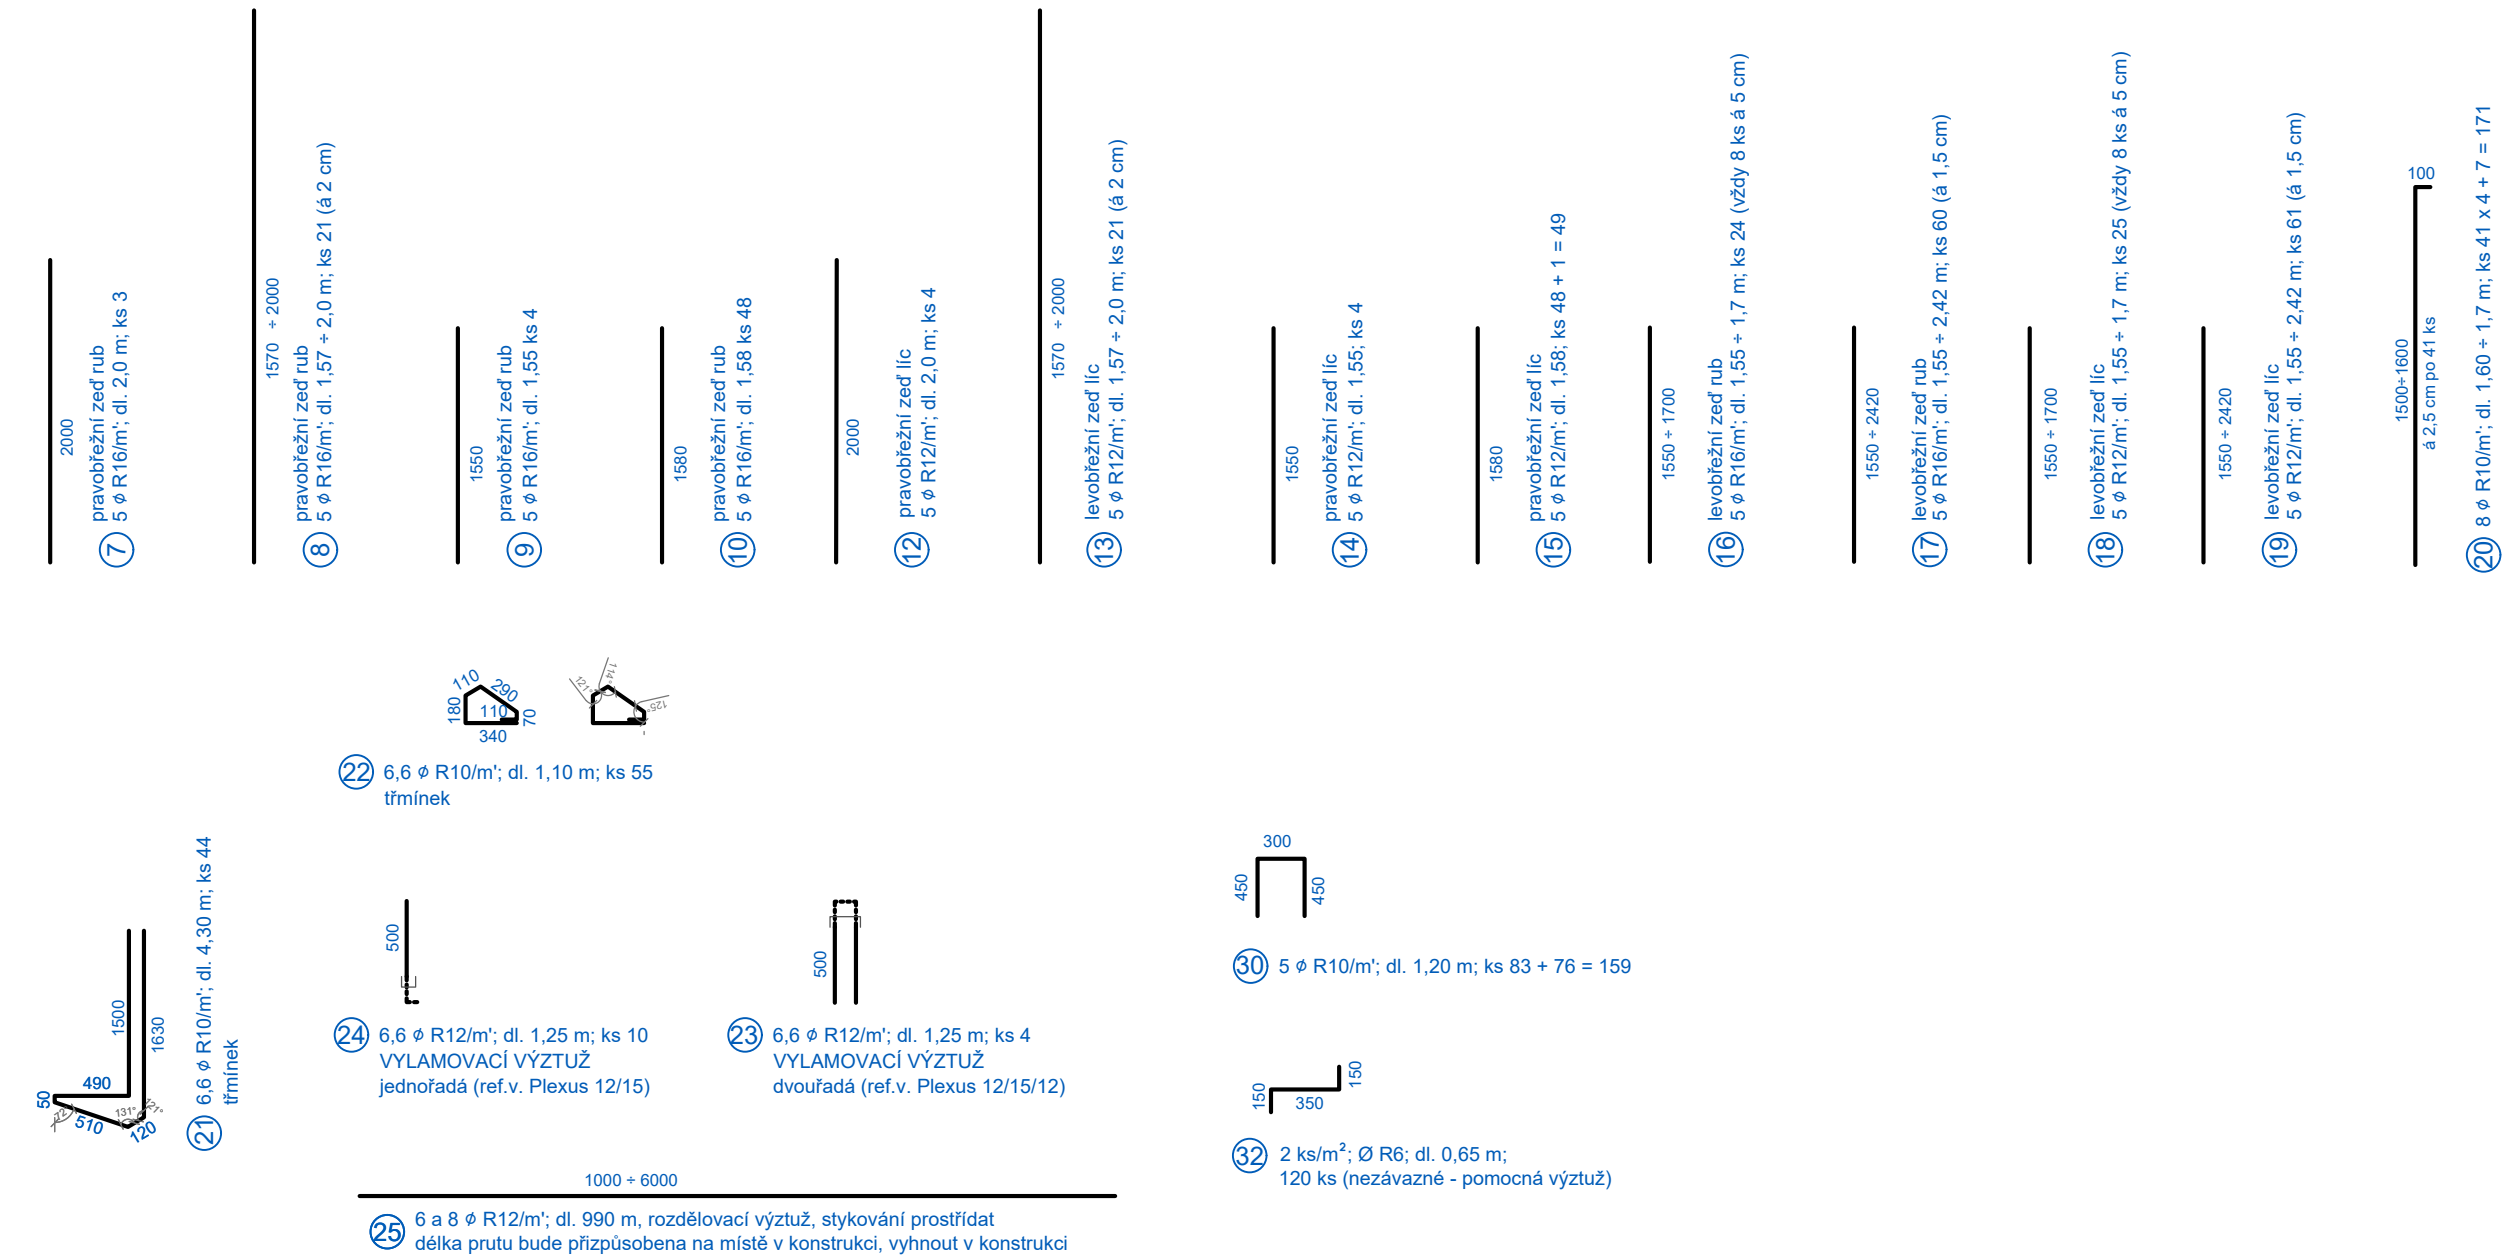 2000
7
pravobřežní zeď rub
5 ϕ R16/m'; dl. 2,0 m; ks 3
1570 ÷ 2000
8
pravobřežní zeď rub
5 ϕ R16/m'; dl. 1,57 ÷ 2,0 m; ks 21 (á 2 cm)
1550
9
pravobřežní zeď rub
5 ϕ R16/m'; dl. 1,55 ks 4
1580
10
pravobřežní zeď rub
5 ϕ R16/m'; dl. 1,58 ks 48
2000
12
pravobřežní zeď líc
5 ϕ R12/m'; dl. 2,0 m; ks 4
1570 ÷ 2000
13
levobřežní zeď líc
5 ϕ R12/m'; dl. 1,57 ÷ 2,0 m; ks 21 (á 2 cm)
1550
14
pravobřežní zeď líc
5 ϕ R12/m'; dl. 1,55; ks 4
1580
15
pravobřežní zeď líc
5 ϕ R12/m'; dl. 1,58; ks 48 + 1 = 49
1550 ÷ 1700
16
levobřežní zeď rub
5 ϕ R16/m'; dl. 1,55 ÷ 1,7 m; ks 24 (vždy 8 ks á 5 cm)
1550 ÷ 2420
17
levobřežní zeď rub
5 ϕ R16/m'; dl. 1,55 ÷ 2,42 m; ks 60 (á 1,5 cm)
1550 ÷ 1700
18
levobřežní zeď líc
5 ϕ R12/m'; dl. 1,55 ÷ 1,7 m; ks 25 (vždy 8 ks á 5 cm)
1550 ÷ 2420
19
levobřežní zeď líc
5 ϕ R12/m'; dl. 1,55 ÷ 2,42 m; ks 61 (á 1,5 cm)
100
1500÷1600
á 2,5 cm po 41 ks
20
8 ϕ R10/m'; dl. 1,60 ÷ 1,7 m; ks 41 x 4 + 7 = 171
110
290
180
110
70
340
121°
114°
125°
22
6,6 ϕ R10/m'; dl. 1,10 m; ks 55
třmínek
1500
1630
490
50
72°
510
131°
121°
120
21
6,6 ϕ R10/m'; dl. 4,30 m; ks 44
třmínek
500
24
6,6 ϕ R12/m'; dl. 1,25 m; ks 10
VYLAMOVACÍ VÝZTUŽ
jednořadá (ref.v. Plexus 12/15)
500
23
6,6 ϕ R12/m'; dl. 1,25 m; ks 4
VYLAMOVACÍ VÝZTUŽ
dvouřadá (ref.v. Plexus 12/15/12)
300
450
450
30
5 ϕ R10/m'; dl. 1,20 m; ks 83 + 76 = 159
150
350
150
32
2 ks/m²; Ø R6; dl. 0,65 m;
120 ks (nezávazné - pomocná výztuž)
1000 ÷ 6000
25
6 a 8 ϕ R12/m'; dl. 990 m, rozdělovací výztuž, stykování prostřídat
délka prutu bude přizpůsobena na místě v konstrukci, vyhnout v konstrukci